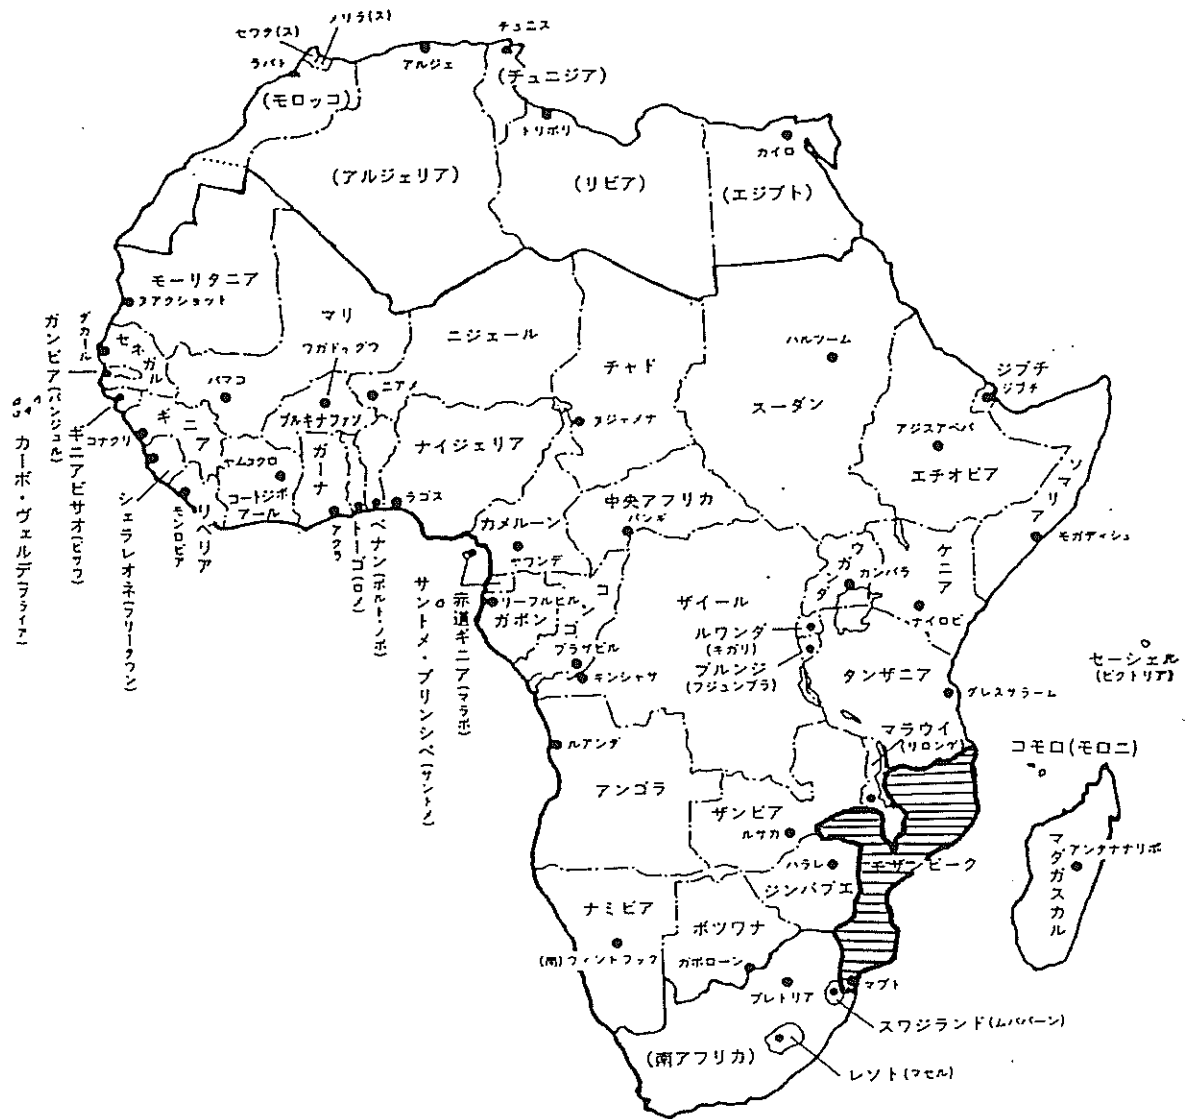 メリラ(ス)
セウタ(ス)
チュニス
ラバト
アルジェ
(チュニジア)
(モロッコ)
トリポリ
カイロ
(アルジェリア)
(リビア)
(エジプト)
モーリタニア
ヌアクショット
マリ
ニジェール
チャド
ハルツーム
スーダン
ジブチ
ジブチ
ダカール
セネガル
ガンビア(バンジュル)
ワガドゥグウ
バマコ
ニアメ
ブルキナファソ
ナイジェリア
ヌジャメナ
アジスアベバ
エチオピア
ソマリア
モガディシュ
カーボ・ヴェルデ(プライア)
ギニアビサオ(ビサウ)
コナクリ
ギニア
ヤムコクロ
コートジボアール
ガーナ
ラゴス
中央アフリカ
バンギ
カメルーン
ヤウンデ
シェラレオネ(フリータウン)
モンロビア
リベリア
アクラ
トーゴ(ロメ)
ベナン(ポルト・ノボ)
サントメ・プリンシペ(サントメ)
赤道ギニア(マラボ)
リーブルビル
ガボン
コンゴ
ブラザビル
キンシャサ
ザイール
ウガンダ
カンパラ
ケニア
ナイロビ
ルワンダ
(キガリ)
ブルンジ
(ブジュンブラ)
タンザニア
ダレスサラーム
セーシェル
(ビクトリア)
ルアンダ
アンゴラ
マラウイ
(リロング)
コモロ(モロニ)
ザンビア
ルサカ
ハラレ
モザンビーク
ジンバブエ
マダガスカル
アンタナナリボ
ナミビア
(南)ウィントフック
ボツワナ
ガボローン
プレトリア
マプト
スワジランド(ムババーン)
(南アフリカ)
レソト(マセル)